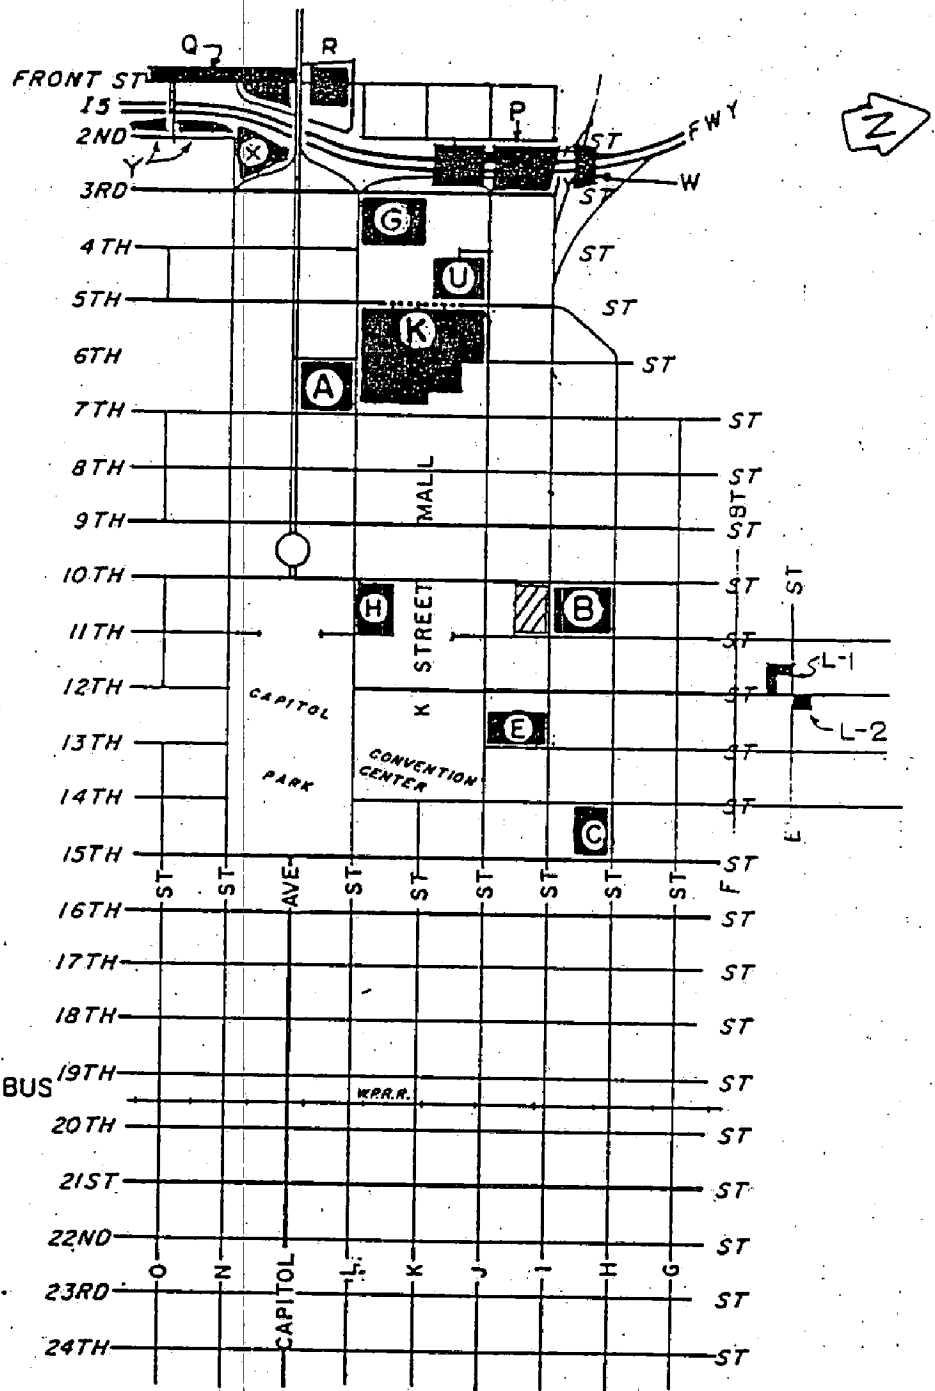 Q R
FRONT ST
I5
P
FWY
N
2ND
ST
X
Y
W
3RD
ST
G
4TH
ST
U
5TH
ST
K
6TH
ST
A
7TH
ST
8TH
ST
MALL
9TH
ST
ST
10TH
ST
ST
H
B
K STREET
11TH
ST
L-1
12TH
ST
CAPITOL
PARK
E
L-2
13TH
ST
CONVENTION
CENTER
14TH
ST
C
E
15TH
ST
ST ST AVE ST ST ST ST ST ST F
16TH
ST
17TH
ST
18TH
ST
BUS
19TH
ST
W.P.R.R.
20TH
ST
21ST
ST
22ND
ST
O N CAPITOL L K J I H G
23RD
ST
24TH
ST